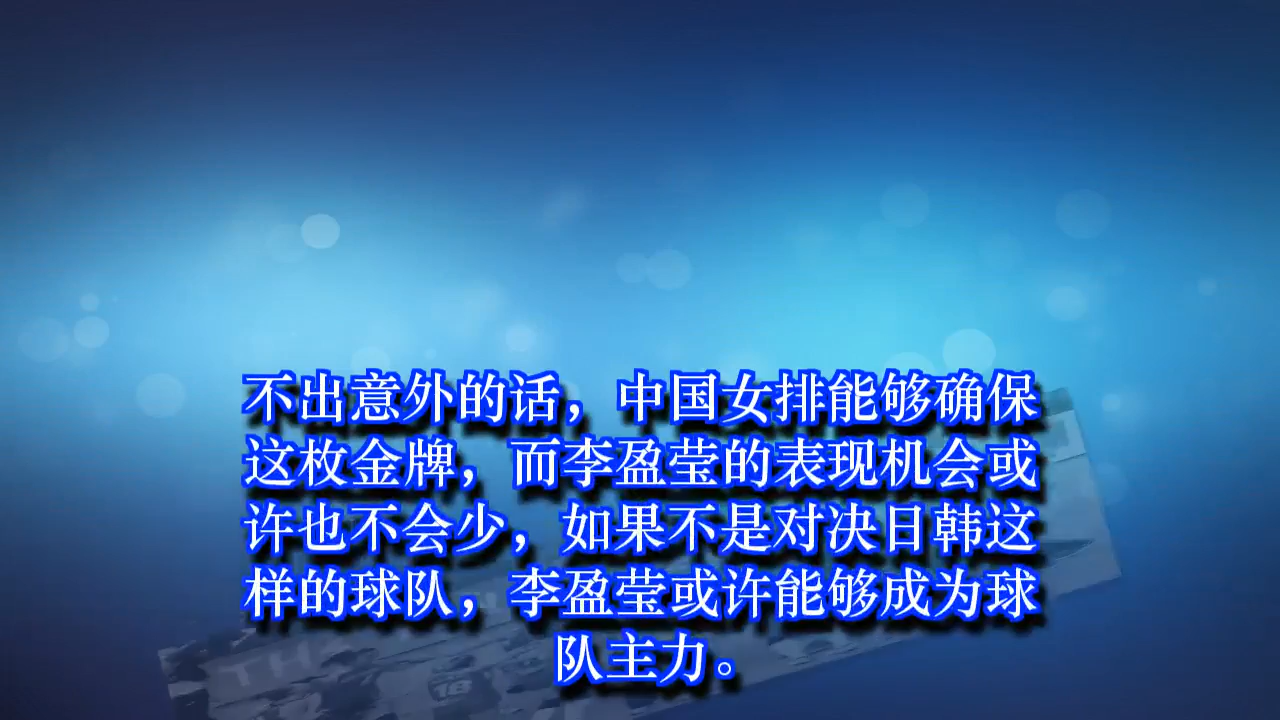 不出意外的话，中国女排能够确保
这枚金牌，而李盈莹的表现机会或
许也不会少，如果不是对决日韩这
样的球队，李盈莹或许能够成为球
队主力。
TH
18